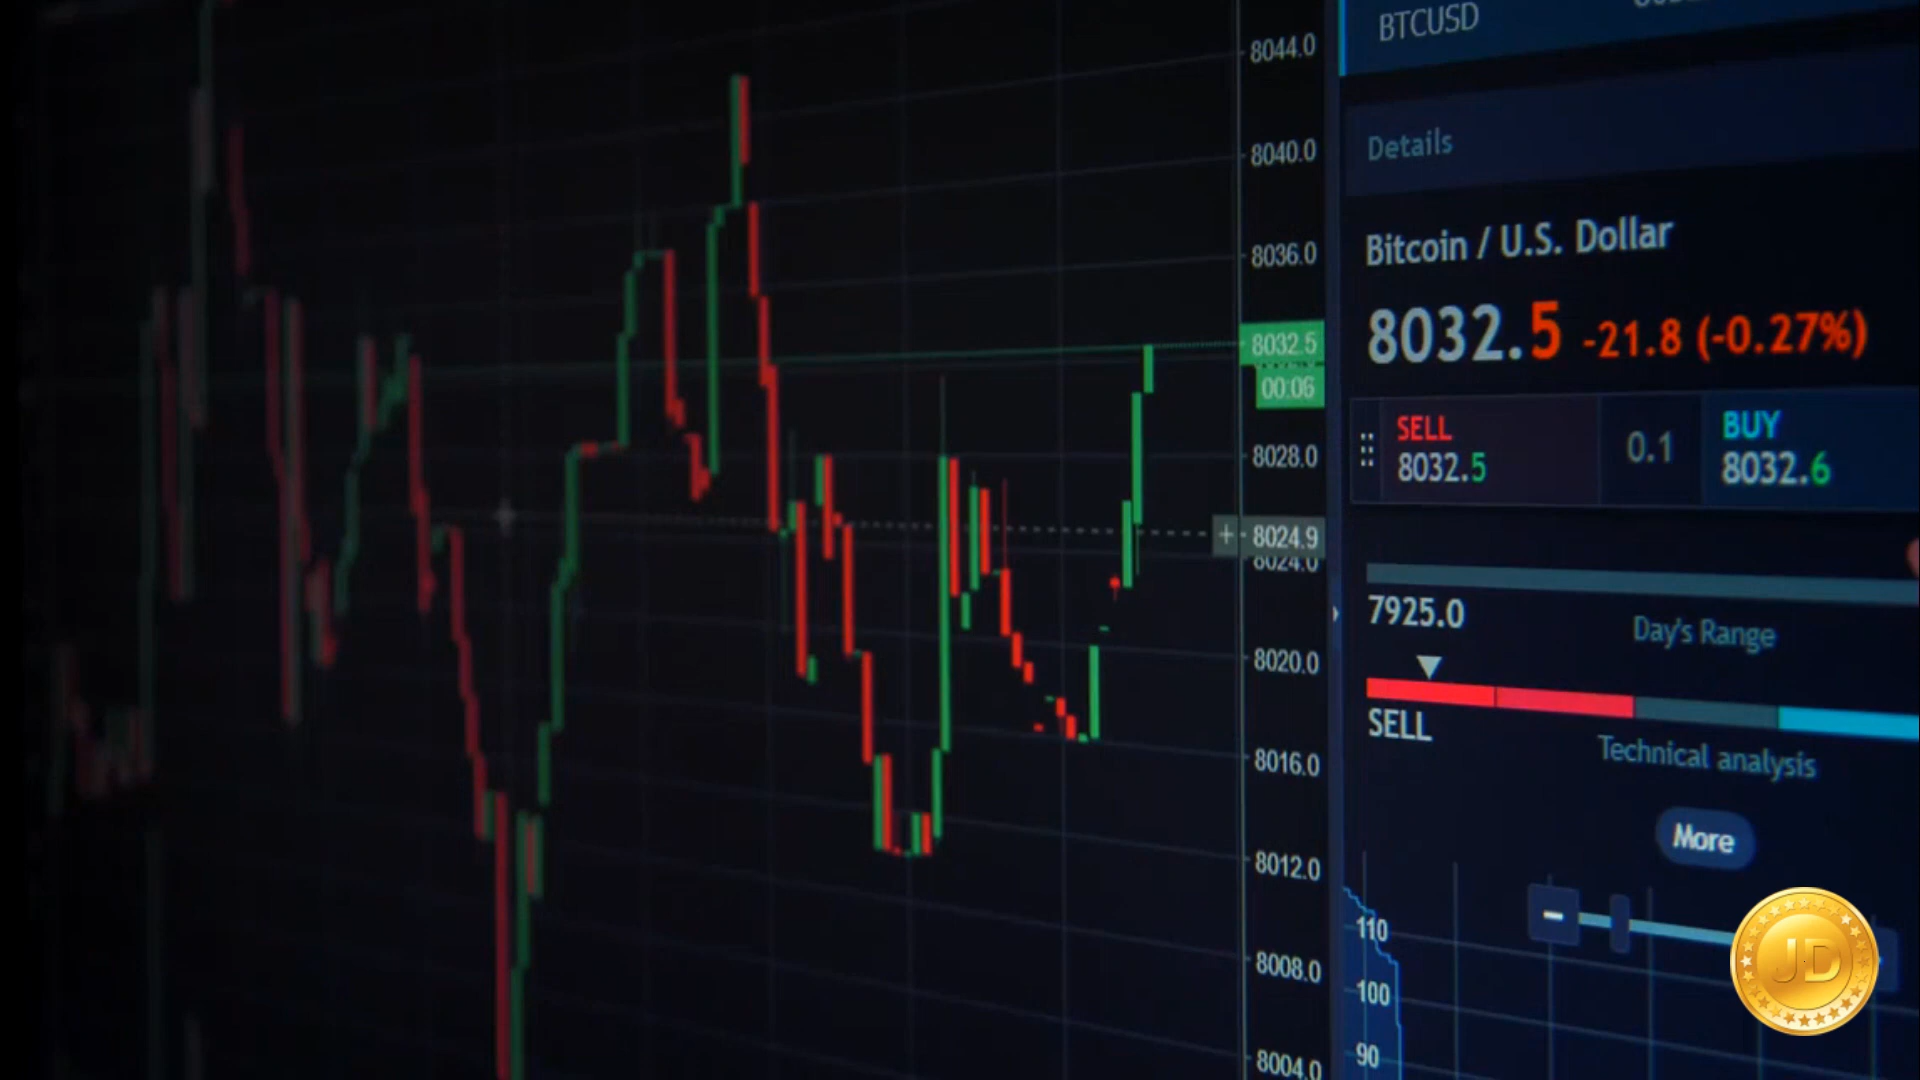 BTCUSD
8044.0
8040.0
8036.0
8032.5
00:06
8028.0
8024.9
8024.0
8020.0
8016.0
8012.0
8008.0
8004.0
Details
Bitcoin / U.S. Dollar
8032.5 -21.8 (-0.27%)
SELL
8032.5
0.1
BUY
8032.6
7925.0
Day's Range
SELL
Technical analysis
More
110
100
90
JD